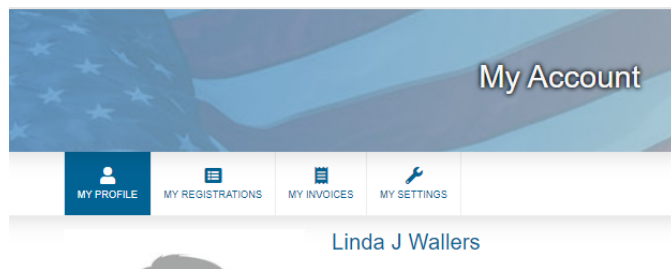 My Account
MY PROFILE MY REGISTRATIONS MY INVOICES MY SETTINGS
Linda J Wallers